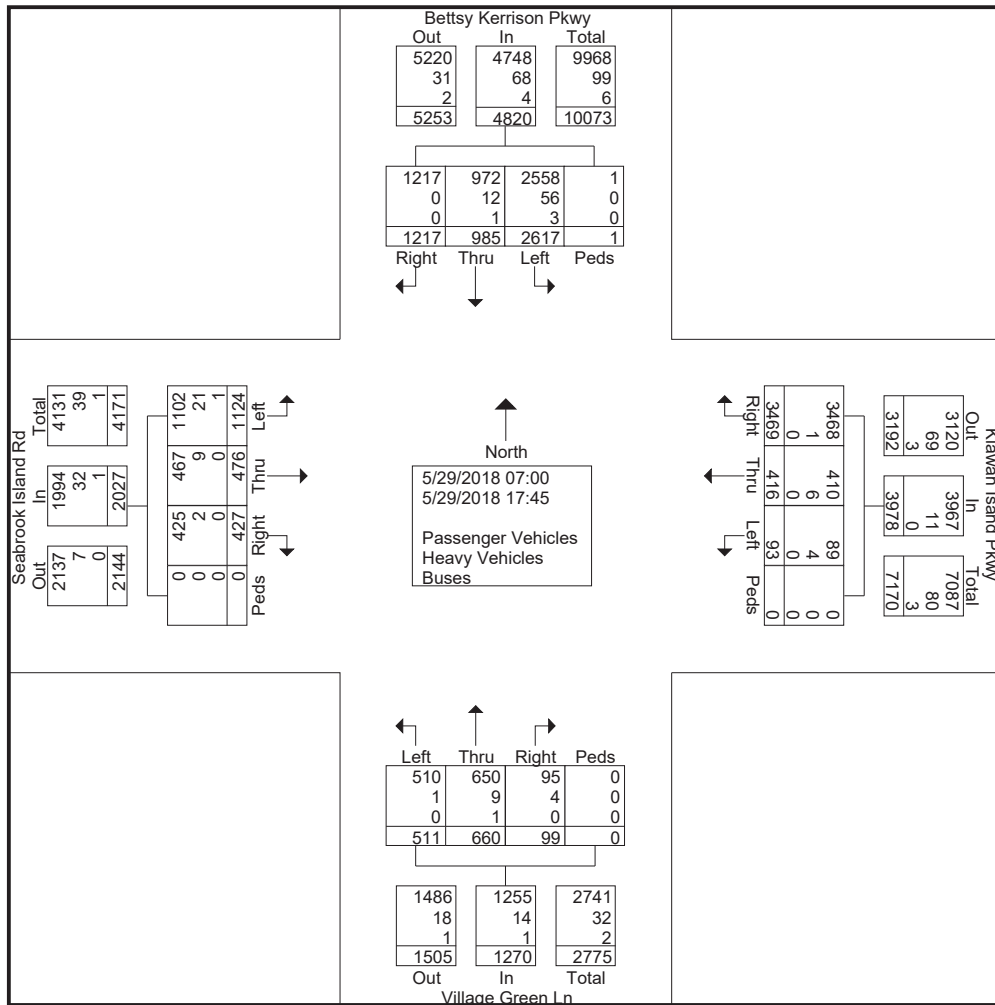 Bettsy Kerrison Pkwy
Out In Total
5220 4748 9968
31 68 99
2 4 6
5253 4820 10073
1217 972 2558 1
0 12 56 0
0 1 3 0
1217 985 2617 1
Right Thru Left Peds
Seabrook Island Rd
Total
4131 39 1 4171
In
1994 32 1 2027
Out
2137 7 0 2144
Left
1102 21 1 1124
Thru
467 9 0 476
Right
425 2 0 427
Peds
0 0 0 0
North
5/29/2018 07:00
5/29/2018 17:45
Passenger Vehicles
Heavy Vehicles
Buses
Right
3468 1 0 3469
Thru
410 6 0 416
Left
89 4 0 93
Peds
0 0 0 0
Kiawah Island Pkwy
Out
3120 69 3 3192
In
3967 11 0 3978
Total
7087 80 3 7170
Left Thru Right Peds
510 650 95 0
1 9 4 0
0 1 0 0
511 660 99 0
1486 1255 2741
18 14 32
1 1 2
1505 1270 2775
Out In Total
Village Green Ln